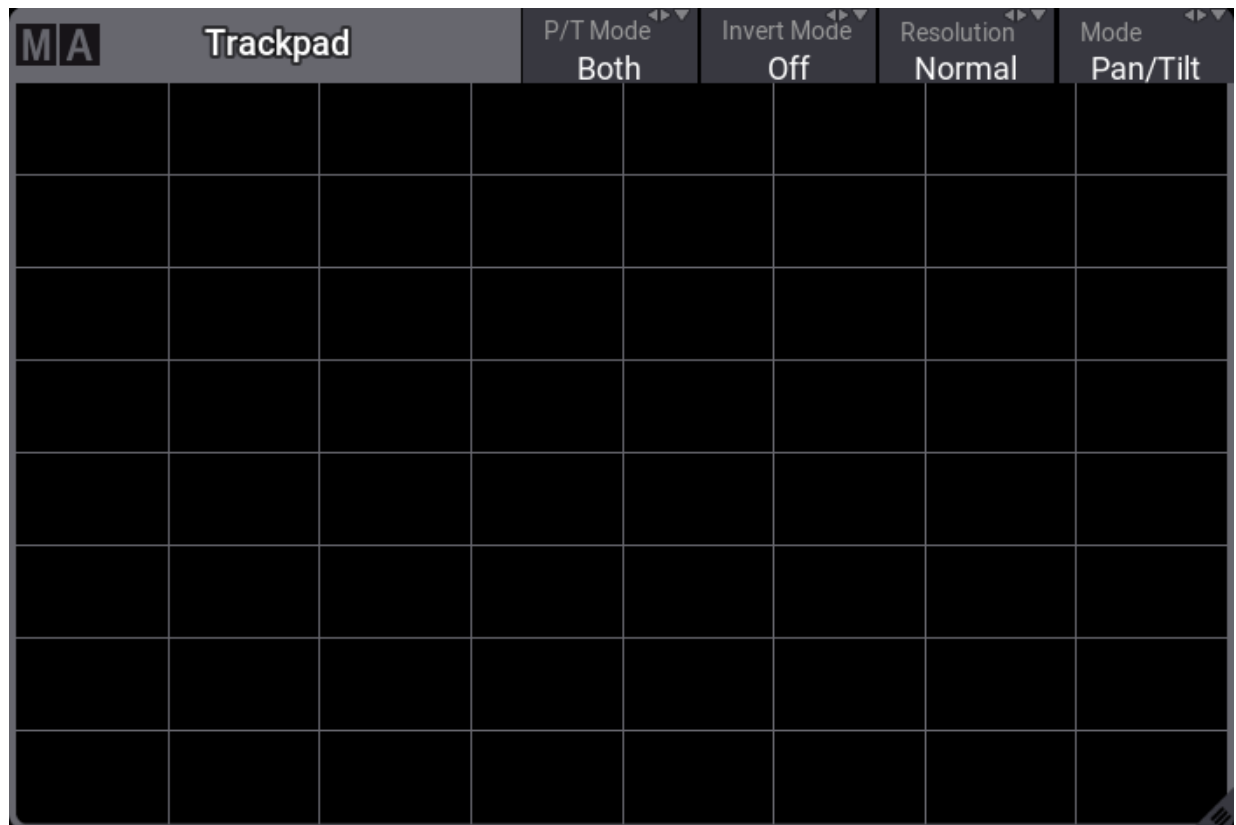 MA Trackpad
P/T Mode
Both
Invert Mode
Off
Resolution
Normal
Mode
Pan/Tilt